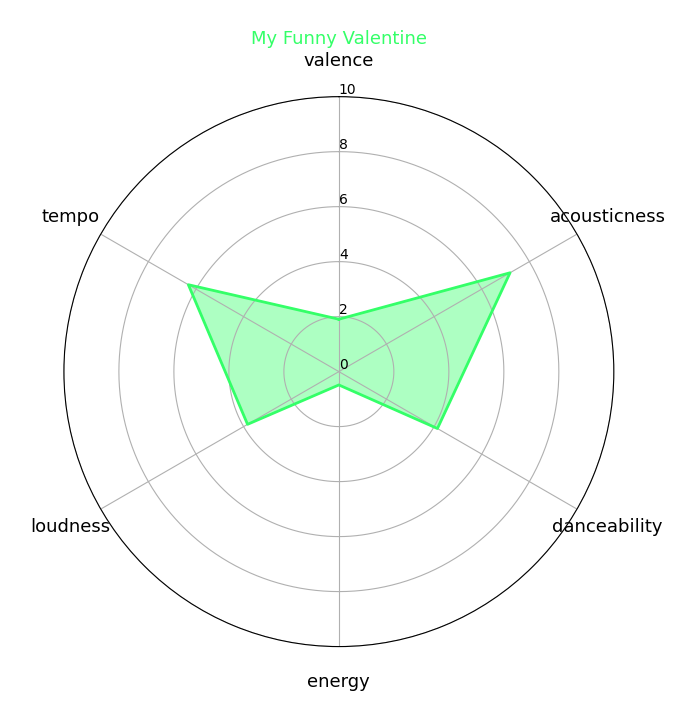 My Funny Valentine
valence
10
8
6
4
2
0
tempo
acousticness
loudness
danceability
energy